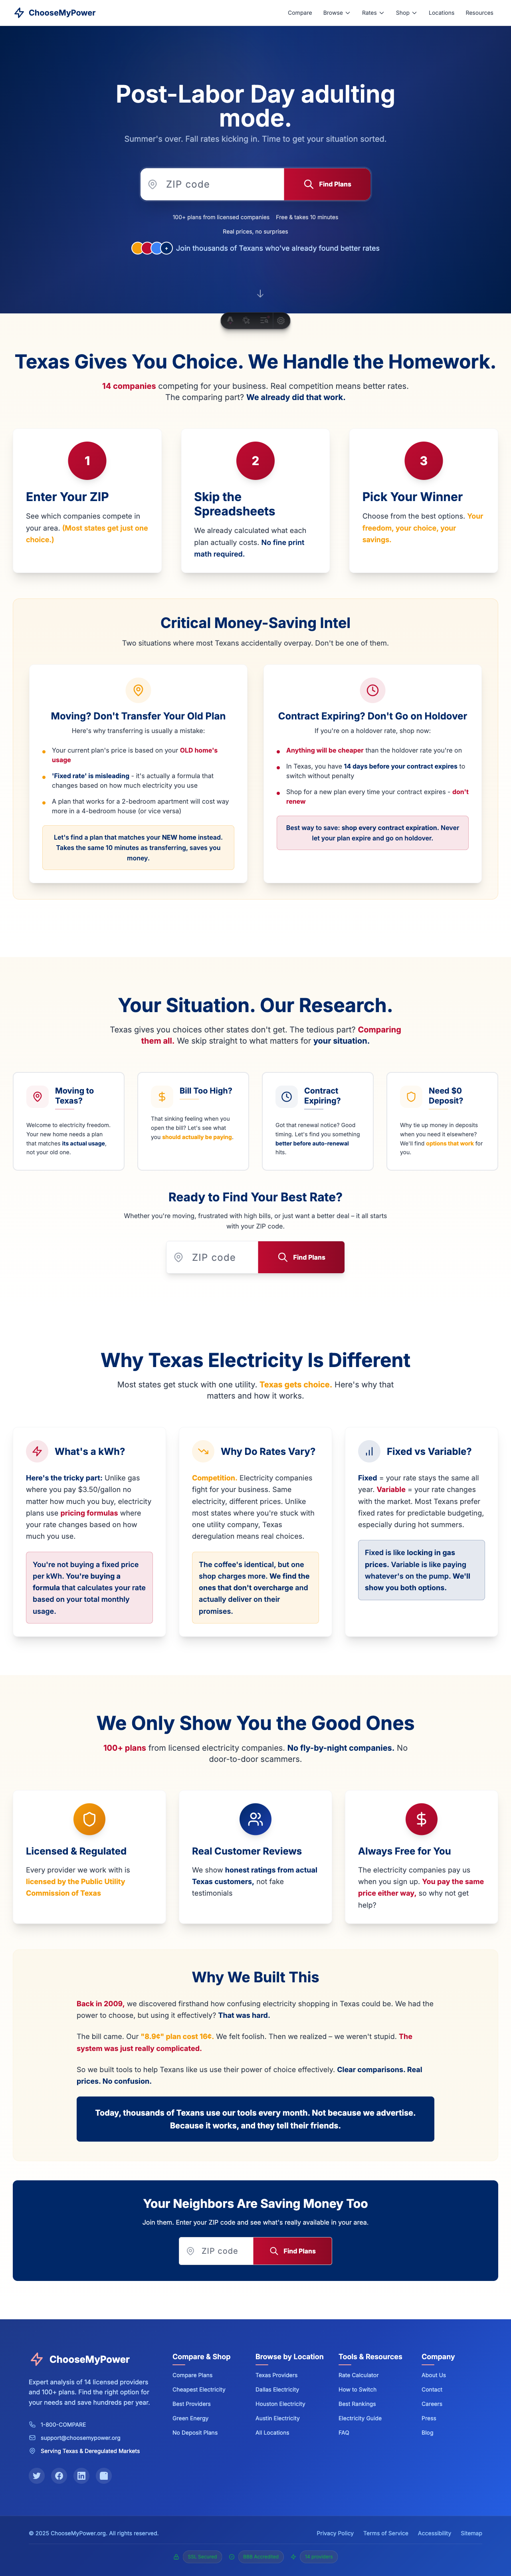 ChooseMyPower
Compare Browse Rates Shop Locations Resources
Post-Labor Day adulting
mode.
Summer's over. Fall rates kicking in. Time to get your situation sorted.
ZIP code Find Plans
100+ plans from licensed companies Free & takes 10 minutes
Real prices, no surprises
+ Join thousands of Texans who've already found better rates
Texas Gives You Choice. We Handle the Homework.
14 companies competing for your business. Real competition means better rates.
The comparing part? We already did that work.
1
Enter Your ZIP
See which companies compete in
your area. (Most states get just one
choice.)
2
Skip the
Spreadsheets
We already calculated what each
plan actually costs. No fine print
math required.
3
Pick Your Winner
Choose from the best options. Your
freedom, your choice, your
savings.
Critical Money-Saving Intel
Two situations where most Texans accidentally overpay. Don't be one of them.
Moving? Don't Transfer Your Old Plan
Here's why transferring is usually a mistake:
Your current plan's price is based on your OLD home's
usage
'Fixed rate' is misleading - it's actually a formula that
changes based on how much electricity you use
A plan that works for a 2-bedroom apartment will cost way
more in a 4-bedroom house (or vice versa)
Let's find a plan that matches your NEW home instead.
Takes the same 10 minutes as transferring, saves you
money.
Contract Expiring? Don't Go on Holdover
If you're on a holdover rate, shop now:
Anything will be cheaper than the holdover rate you're on
In Texas, you have 14 days before your contract expires to
switch without penalty
Shop for a new plan every time your contract expires - don't
renew
Best way to save: shop every contract expiration. Never
let your plan expire and go on holdover.
Your Situation. Our Research.
Texas gives you choices other states don't get. The tedious part? Comparing
them all. We skip straight to what matters for your situation.
Moving to
Texas?
Welcome to electricity freedom.
Your new home needs a plan
that matches its actual usage,
not your old one.
Bill Too High?
That sinking feeling when you
open the bill? Let's see what
you should actually be paying.
Contract
Expiring?
Got that renewal notice? Good
timing. Let's find you something
better before auto-renewal
hits.
Need $0
Deposit?
Why tie up money in deposits
when you need it elsewhere?
We'll find options that work for
you.
Ready to Find Your Best Rate?
Whether you're moving, frustrated with high bills, or just want a better deal – it all starts
with your ZIP code.
ZIP code Find Plans
Why Texas Electricity Is Different
Most states get stuck with one utility. Texas gets choice. Here's why that
matters and how it works.
What's a kWh?
Here's the tricky part: Unlike gas
where you pay $3.50/gallon no
matter how much you buy, electricity
plans use pricing formulas where
your rate changes based on how
much you use.
You're not buying a fixed price
per kWh. You're buying a
formula that calculates your rate
based on your total monthly
usage.
Why Do Rates Vary?
Competition. Electricity companies
fight for your business. Same
electricity, different prices. Unlike
most states where you're stuck with
one utility company, Texas
deregulation means real choices.
The coffee's identical, but one
shop charges more. We find the
ones that don't overcharge and
actually deliver on their
promises.
Fixed vs Variable?
Fixed = your rate stays the same all
year. Variable = your rate changes
with the market. Most Texans prefer
fixed rates for predictable budgeting,
especially during hot summers.
Fixed is like locking in gas
prices. Variable is like paying
whatever's on the pump. We'll
show you both options.
We Only Show You the Good Ones
100+ plans from licensed electricity companies. No fly-by-night companies. No
door-to-door scammers.
Licensed & Regulated
Every provider we work with is
licensed by the Public Utility
Commission of Texas
Real Customer Reviews
We show honest ratings from actual
Texas customers, not fake
testimonials
Always Free for You
The electricity companies pay us
when you sign up. You pay the same
price either way, so why not get
help?
Why We Built This
Back in 2009, we discovered firsthand how confusing electricity shopping in Texas could be. We had the
power to choose, but using it effectively? That was hard.
The bill came. Our "8.9¢" plan cost 16¢. We felt foolish. Then we realized – we weren't stupid. The
system was just really complicated.
So we built tools to help Texans like us use their power of choice effectively. Clear comparisons. Real
prices. No confusion.
Today, thousands of Texans use our tools every month. Not because we advertise.
Because it works, and they tell their friends.
Your Neighbors Are Saving Money Too
Join them. Enter your ZIP code and see what's really available in your area.
ZIP code Find Plans
ChooseMyPower
Expert analysis of 14 licensed providers
and 100+ plans. Find the right option for
your needs and save hundreds per year.
1-800-COMPARE
support@choosemypower.org
Serving Texas & Deregulated Markets
Compare & Shop
Compare Plans
Cheapest Electricity
Best Providers
Green Energy
No Deposit Plans
Browse by Location
Texas Providers
Dallas Electricity
Houston Electricity
Austin Electricity
All Locations
Tools & Resources
Rate Calculator
How to Switch
Best Rankings
Electricity Guide
FAQ
Company
About Us
Contact
Careers
Press
Blog
© 2025 ChooseMyPower.org. All rights reserved.
Privacy Policy Terms of Service Accessibility Sitemap
SSL Secured BBB Accredited 14 providers